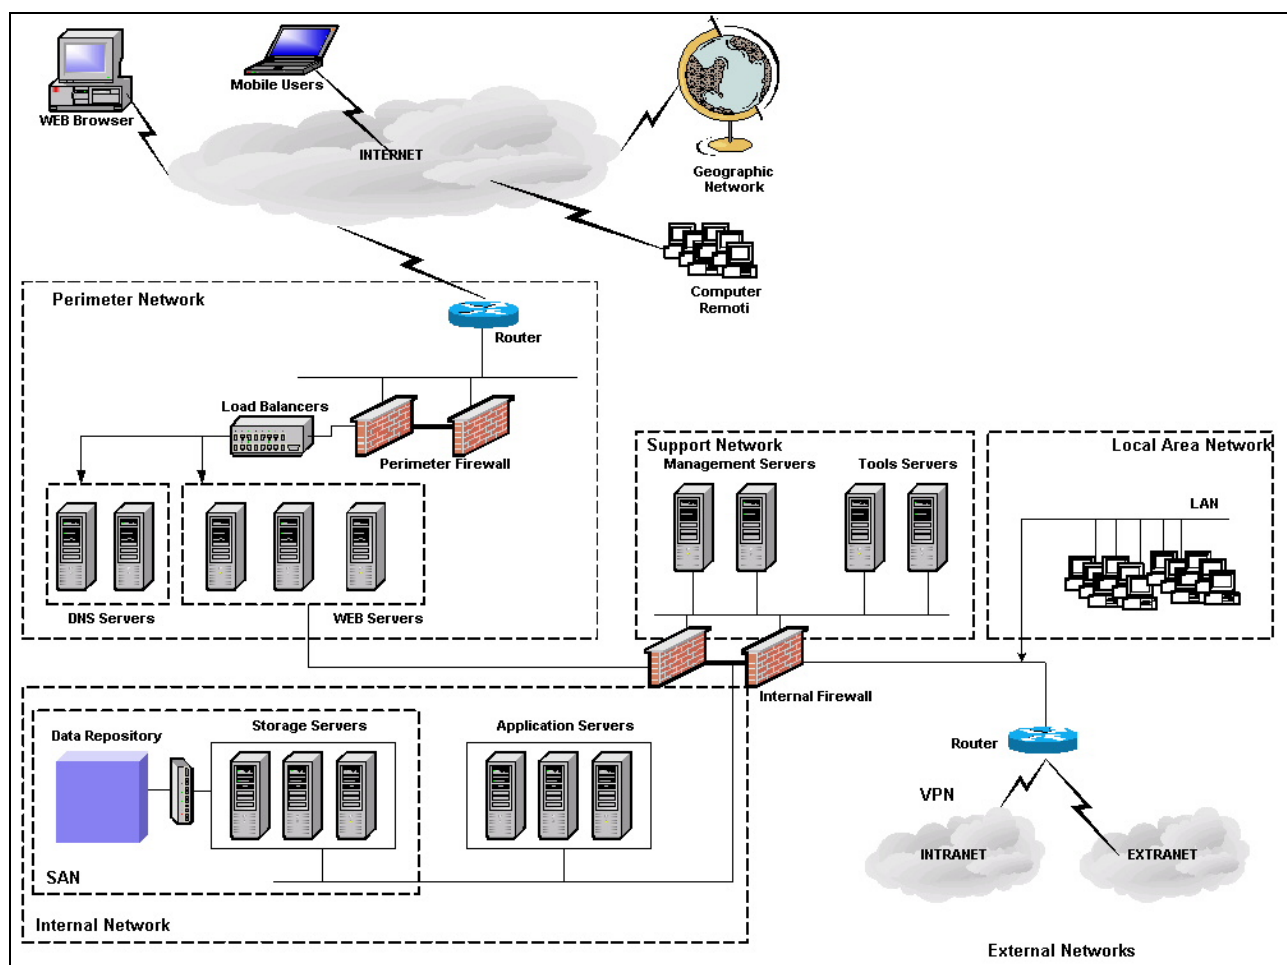 Mobile Users
WEB Browser
INTERNET
Geographic
Network
Computer
Remoti
Perimeter Network
Router
Load Balancers
Perimeter Firewall
DNS Servers
WEB Servers
Support Network
Management Servers
Tools Servers
Local Area Network
LAN
Internal Firewall
Data Repository
Storage Servers
Application Servers
SAN
Internal Network
Router
VPN
INTRANET
EXTRANET
External Networks